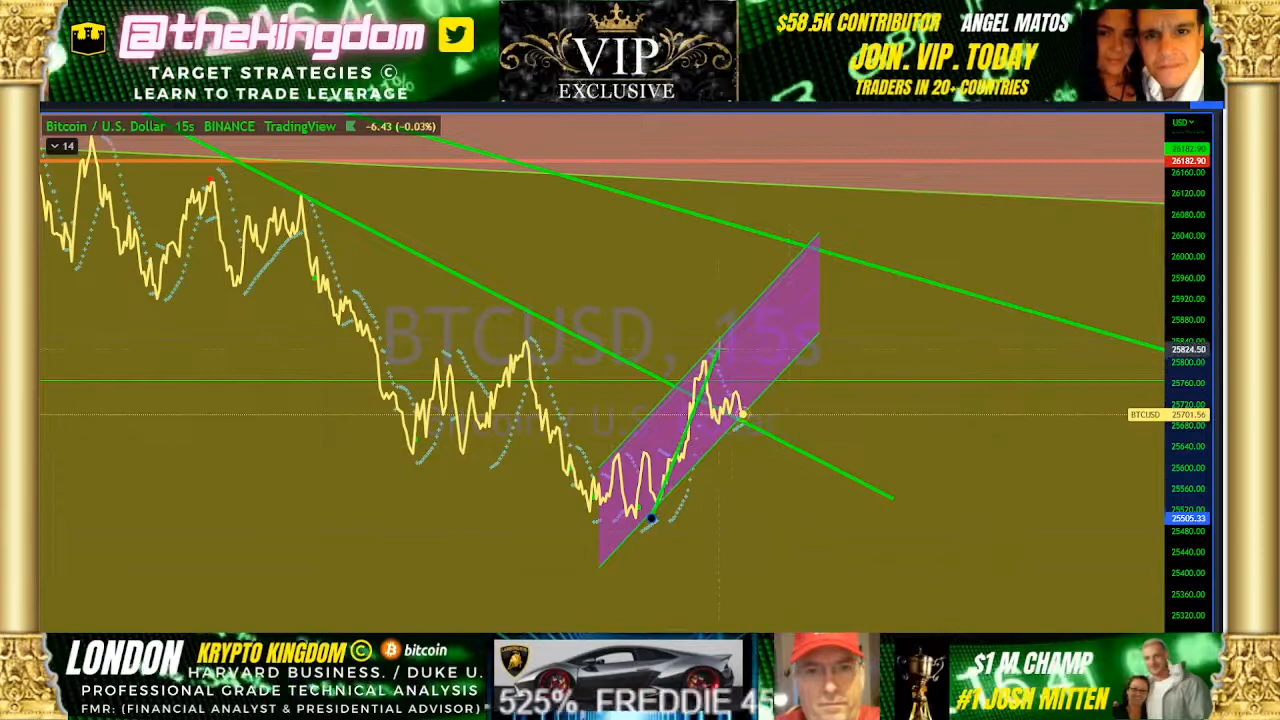 @thekingdom
TARGET STRATEGIES ©
LEARN TO TRADE LEVERAGE
VIP
EXCLUSIVE
$58.5K CONTRIBUTOR ANGEL MATOS
JOIN. VIP. TODAY
TRADERS IN 20+ COUNTRIES
Bitcoin / U.S. Dollar 15s BINANCE TradingView -6.43 (-0.03%)
14
BTCUSD, 15s
USD
26182.90
26182.90
26160.00
26120.00
26080.00
26040.00
26000.00
25960.00
25920.00
25880.00
25824.50
25800.00
25760.00
25720.00
BTCUSD 25701.56
25680.00
25640.00
25600.00
25560.00
25505.33
25480.00
25440.00
25400.00
25360.00
25320.00
LONDON KRYPTO KINGDOM © bitcoin
HARVARD BUSINESS. / DUKE U.
PROFESSIONAL GRADE TECHNICAL ANALYSIS
FMR: (FINANCIAL ANALYST & PRESIDENTIAL ADVISOR)
525% FREDDIE
$1 M CHAMP
#1 JOSH MITTEN